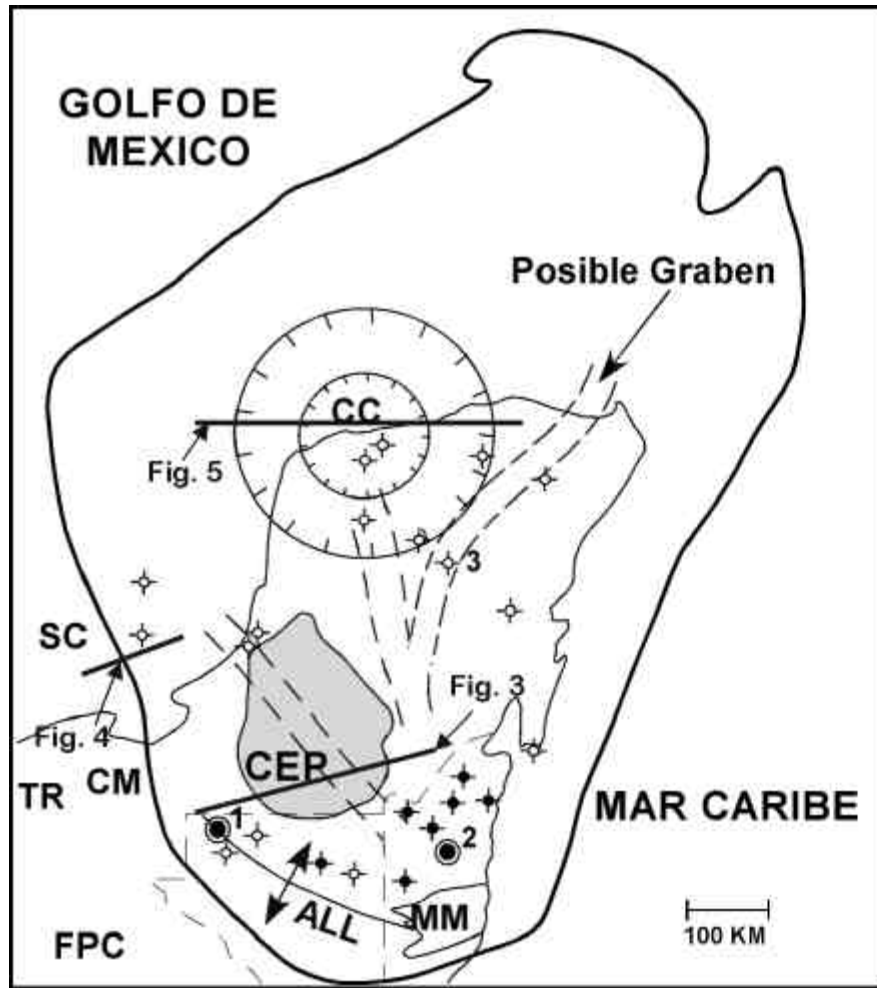 GOLFO DE
MEXICO
Posible Graben
CC
Fig. 5
3
SC
Fig. 3
Fig. 4
CEP
TR
CM
MAR CARIBE
1
2
ALL
MM
FPC
100 KM